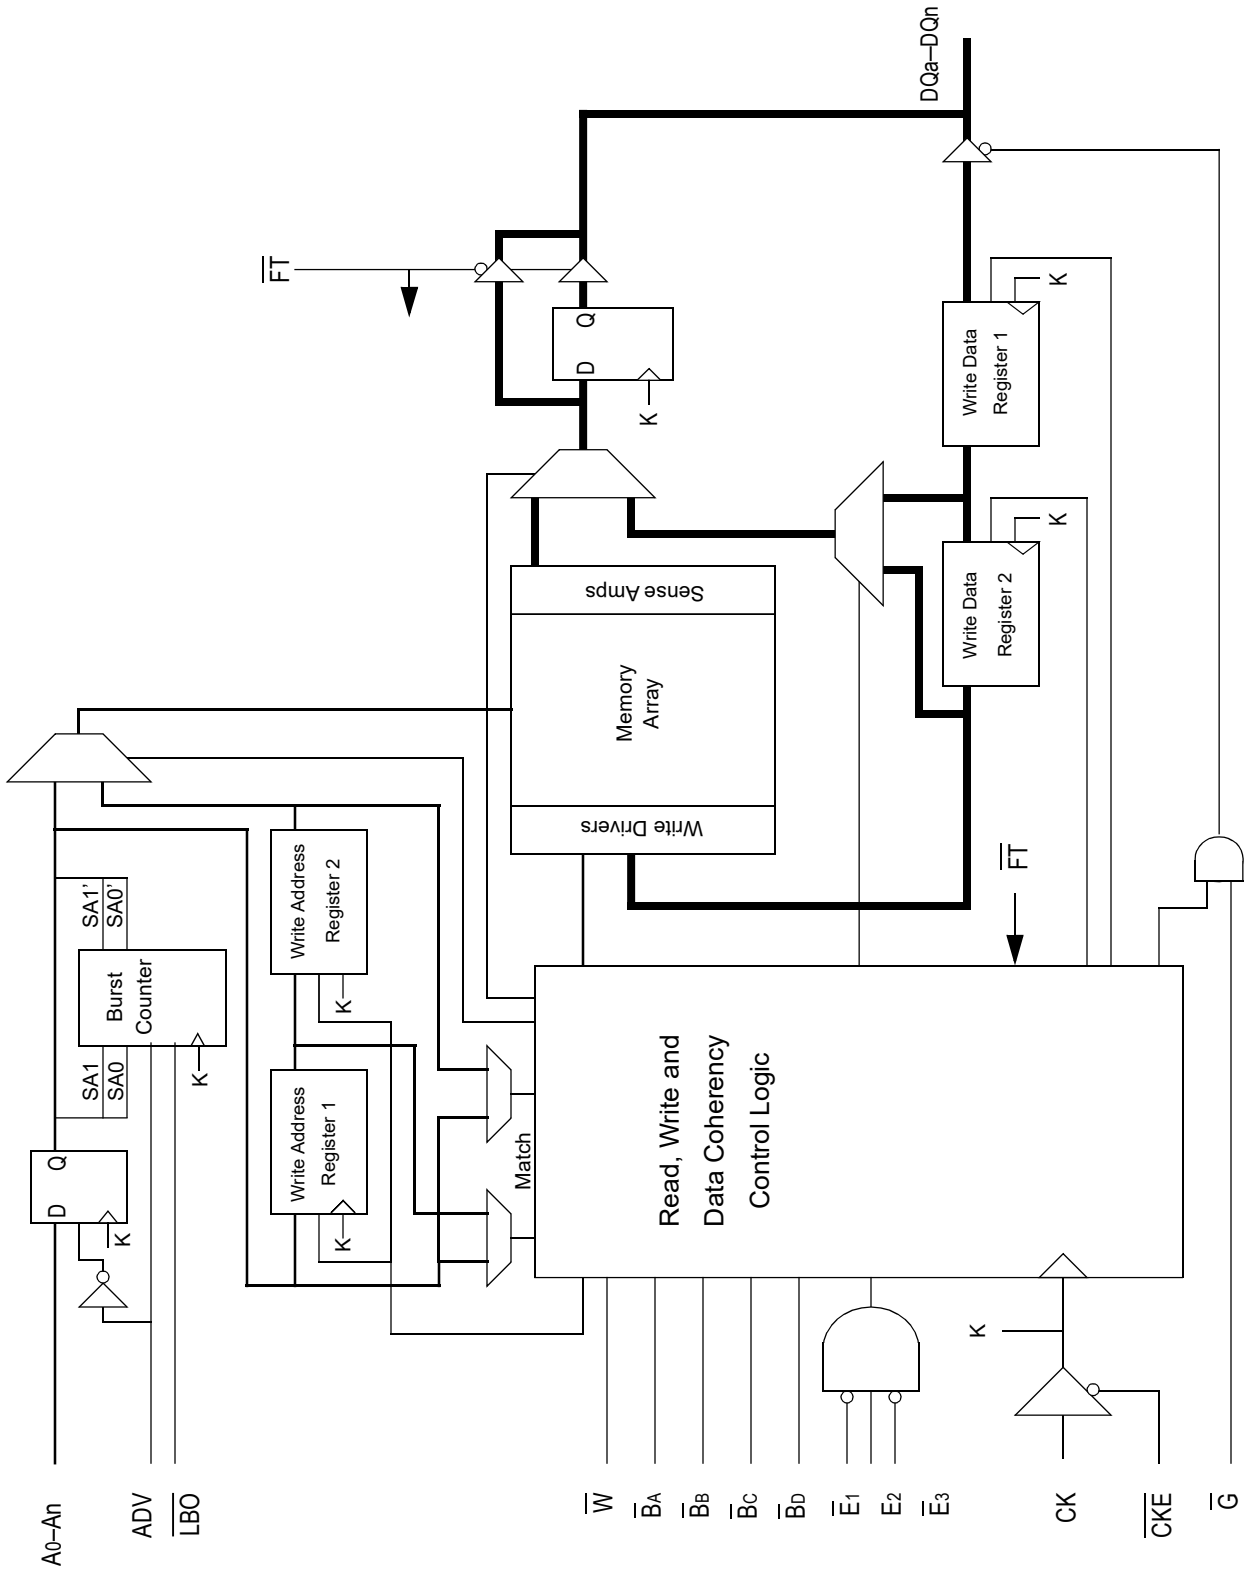 DQa–DQn
FT
K
D Q
K
Write Data
Register 1
K
Write Data
Register 2
K
Sense Amps
Memory
Array
Write Drivers
FT
SA1'
SA0'
Burst
Counter
SA1
SA0
K
Write Address
Register 2
K
Write Address
Register 1
K
D Q
K
Match
Read, Write and
Data Coherency
Control Logic
K
A0–An
ADV
LBO
W
BA
BB
BC
BD
E1
E2
E3
CK
CKE
G